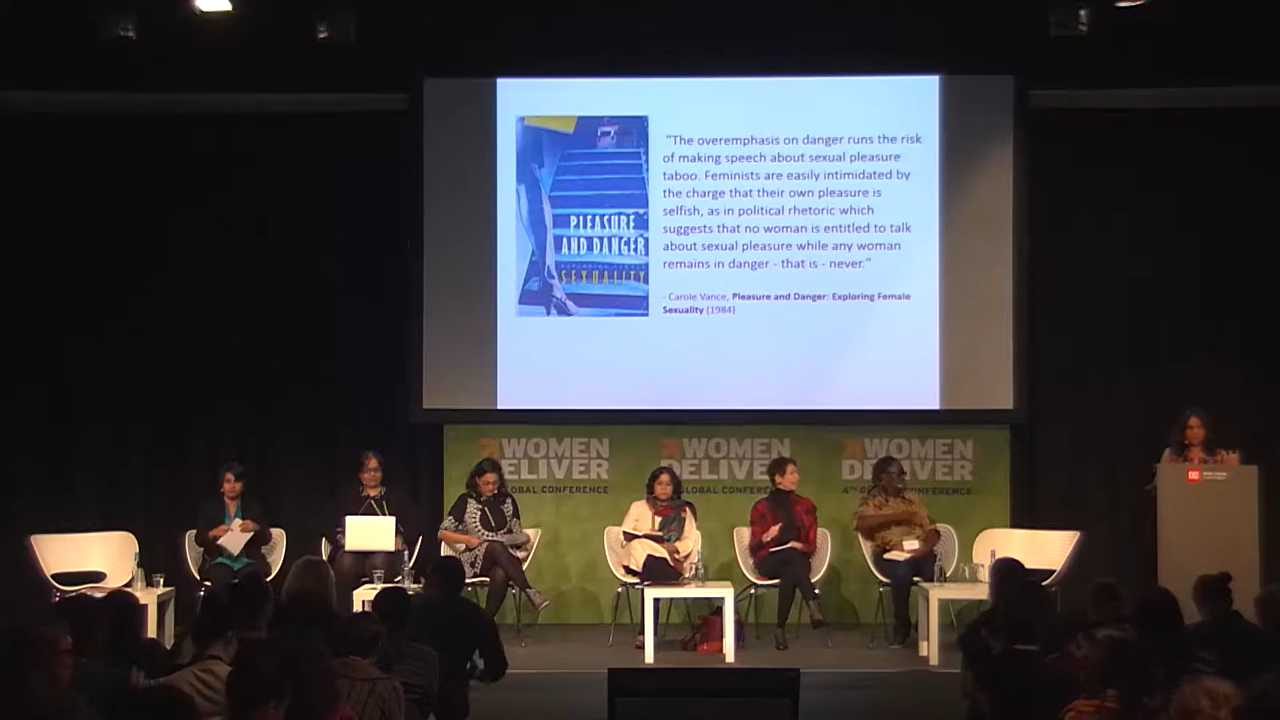 "The overemphasis on danger runs the risk
of making speech about sexual pleasure
taboo. Feminists are easily intimidated by
the charge that their own pleasure is
selfish, as in political rhetoric which
suggests that no woman is entitled to talk
about sexual pleasure while any woman
remains in danger - that is - never."
- Carole Vance, Pleasure and Danger: Exploring Female
Sexuality (1984)
PLEASURE
AND DANGER
EXPLORING FEMALE
SEXUALITY
WOMEN
DELIVER
GLOBAL CONFERENCE
WOMEN
DELIVER
GLOBAL CONFERENCE
WOMEN
DELIVER
4TH GLOBAL CONFERENCE